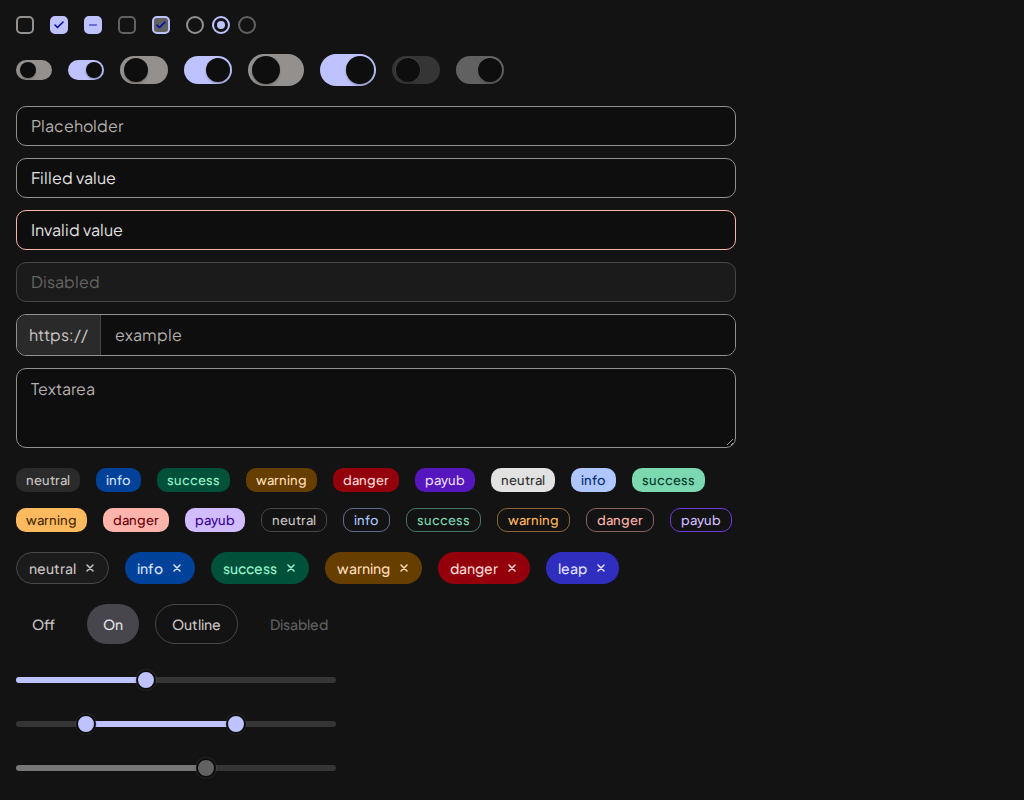 Placeholder
Filled value
Invalid value
Disabled
https:// example
Textarea
neutral info success warning danger payub neutral info success
warning danger payub neutral info success warning danger payub
neutral × info × success × warning × danger × leap ×
Off On Outline Disabled